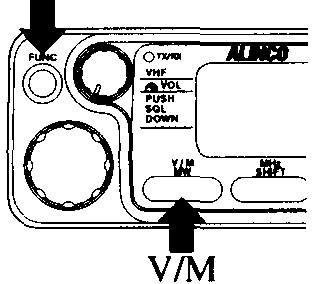 FUNC
TX/RX
ALINCO
VHF
VOL
PUSH
SQL
DOWN
V/M
MW
MHz
SHIFT
V/M